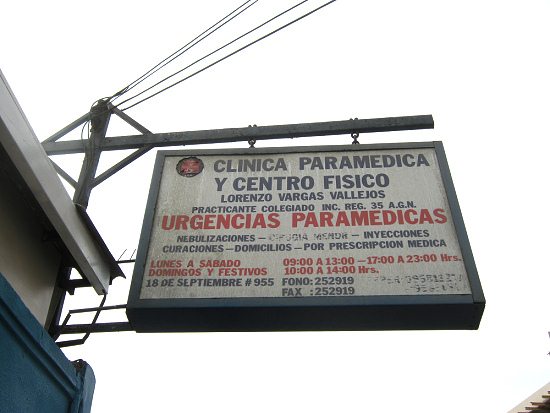 CLINICA PARAMEDICA
Y CENTRO FISICO
LORENZO VARGAS VALLEJOS
PRACTICANTE COLEGIADO INC. REG. 35 A.G.N.
URGENCIAS PARAMEDICAS
NEBULIZACIONES – CIRUGIA MENOR – INYECCIONES
CURACIONES–DOMICILIOS–POR PRESCRIPCION MEDICA
LUNES A SABADO 09:00 A 13:00 – 17:00 A 23:00 Hrs.
DOMINGOS Y FESTIVOS 10:00 A 14:00 Hrs.
18 DE SEPTIEMBRE # 955 FONO: 252919
FAX : 252919